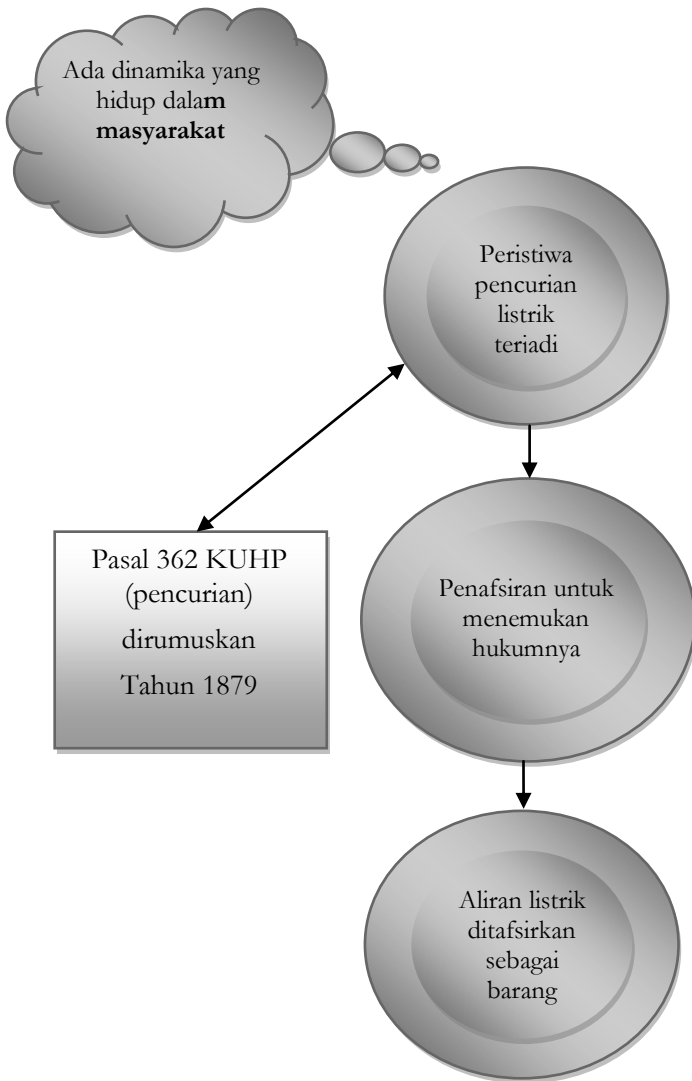 Ada dinamika yang
hidup dalam
masyarakat
Peristiwa
pencurian
listrik
terjadi
Pasal 362 KUHP
(pencurian)
dirumuskan
Tahun 1879
Penafsiran untuk
menemukan
hukumnya
Aliran listrik
ditafsirkan
sebagai
barang